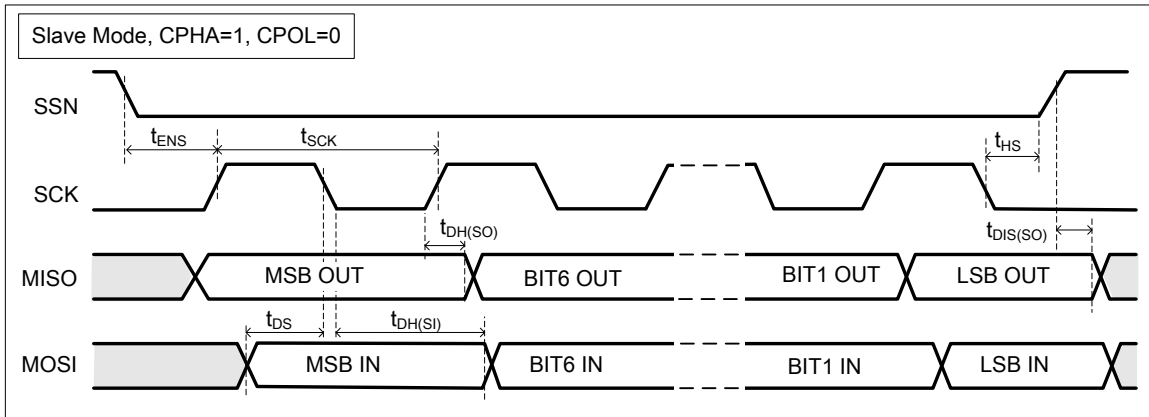 Slave Mode, CPHA=1, CPOL=0
SSN
tENS
tSCK
tHS
SCK
tDH(SO)
tDIS(SO)
MISO
MSB OUT
BIT6 OUT
BIT1 OUT
LSB OUT
tDS
tDH(SI)
MOSI
MSB IN
BIT6 IN
BIT1 IN
LSB IN